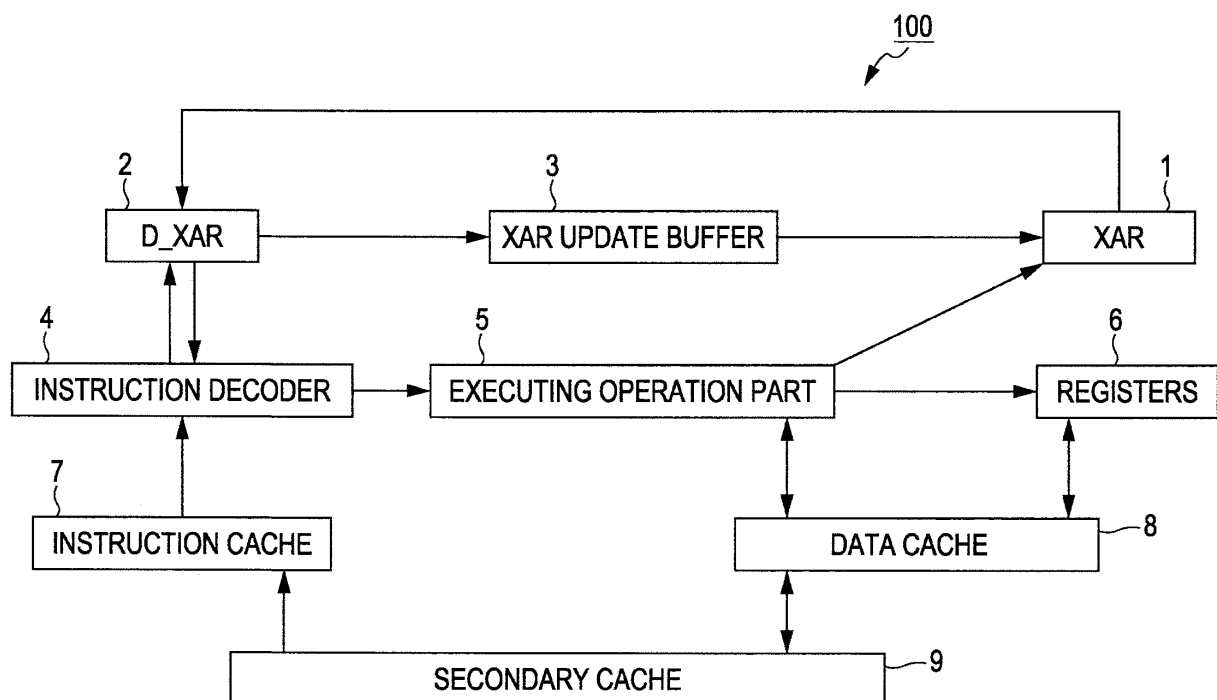 100
2
3
1
D_XAR
XAR UPDATE BUFFER
XAR
4
5
6
INSTRUCTION DECODER
EXECUTING OPERATION PART
REGISTERS
7
INSTRUCTION CACHE
DATA CACHE
8
SECONDARY CACHE
9